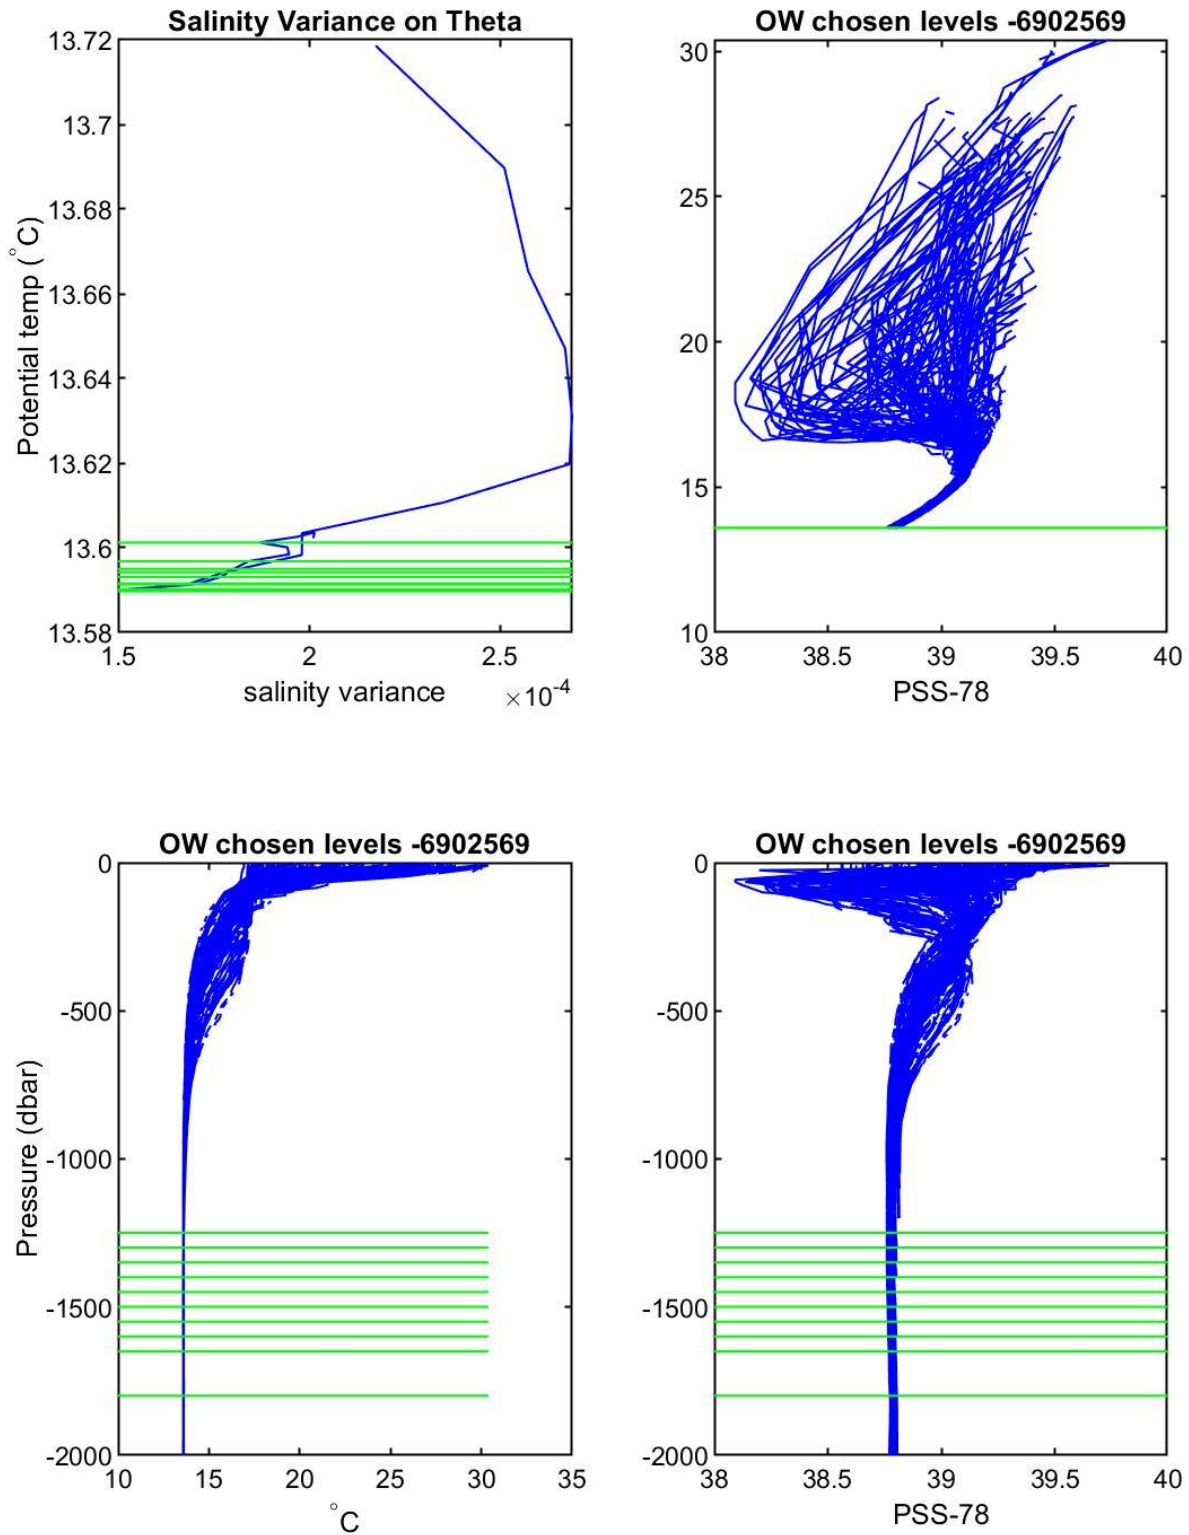 Salinity Variance on Theta
13.72
13.7
13.68
13.66
13.64
13.62
13.6
13.58
Potential temp (°C)
1.5 2 2.5
salinity variance
×10-4
OW chosen levels -6902569
30
25
20
15
10
38 38.5 39 39.5 40
PSS-78
OW chosen levels -6902569
0
-500
-1000
-1500
-2000
Pressure (dbar)
10 15 20 25 30 35
°C
OW chosen levels -6902569
0
-500
-1000
-1500
-2000
38 38.5 39 39.5 40
PSS-78